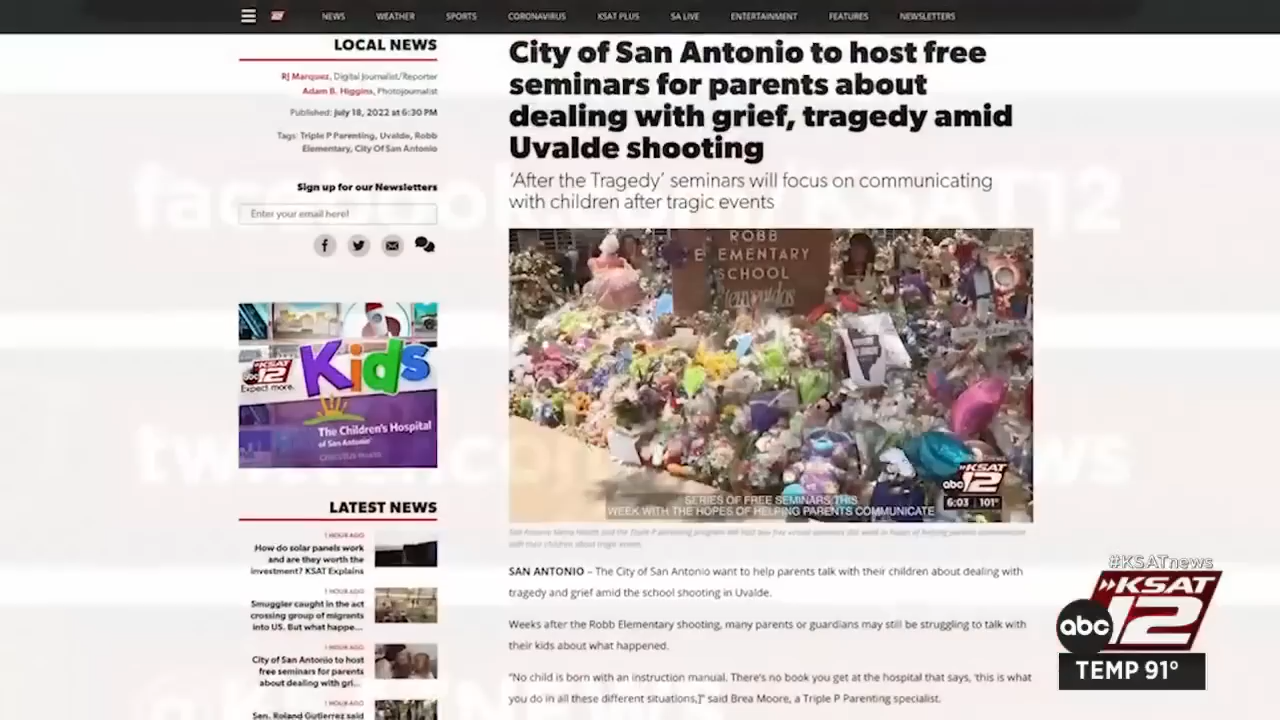 NEWS WEATHER SPORTS CORONAVIRUS KSAT PLUS SA LIVE ENTERTAINMENT FEATURES NEWSLETTERS
LOCAL NEWS
RJ Marquez, Digital Journalist/Reporter
Adam B. Higgins, Photojournalist
Published: July 18, 2022 at 6:30 PM
Tags: Triple P Parenting, Uvalde, Robb
Elementary, City Of San Antonio
Sign up for our Newsletters
Enter your email here!
KSAT
abc 12
Expect more.
Kids
The Children's Hospital
of San Antonio
LATEST NEWS
1 HOUR AGO
How do solar panels work
and are they worth the
investment? KSAT Explains
1 HOUR AGO
Smuggler caught in the act
crossing group of migrants
into US. But what happe...
1 HOUR AGO
City of San Antonio to host
free seminars for parents
about dealing with gri...
1 HOUR AGO
Sen. Roland Gutierrez said
City of San Antonio to host free
seminars for parents about
dealing with grief, tragedy amid
Uvalde shooting
'After the Tragedy' seminars will focus on communicating
with children after tragic events
ROBB
ELEMENTARY
SCHOOL
Bienvenidos
KSAT
abc 12
6:03 101°
SERIES OF FREE SEMINARS THIS
WEEK WITH THE HOPES OF HELPING PARENTS COMMUNICATE
SAN ANTONIO – The City of San Antonio want to help parents talk with their children about dealing with
tragedy and grief amid the school shooting in Uvalde.
Weeks after the Robb Elementary shooting, many parents or guardians may still be struggling to talk with
their kids about what happened.
"No child is born with an instruction manual. There's no book you get at the hospital that says, 'this is what
you do in all these different situations,]" said Brea Moore, a Triple P Parenting specialist.
#KSATnews
KSAT
abc 12
TEMP 91°